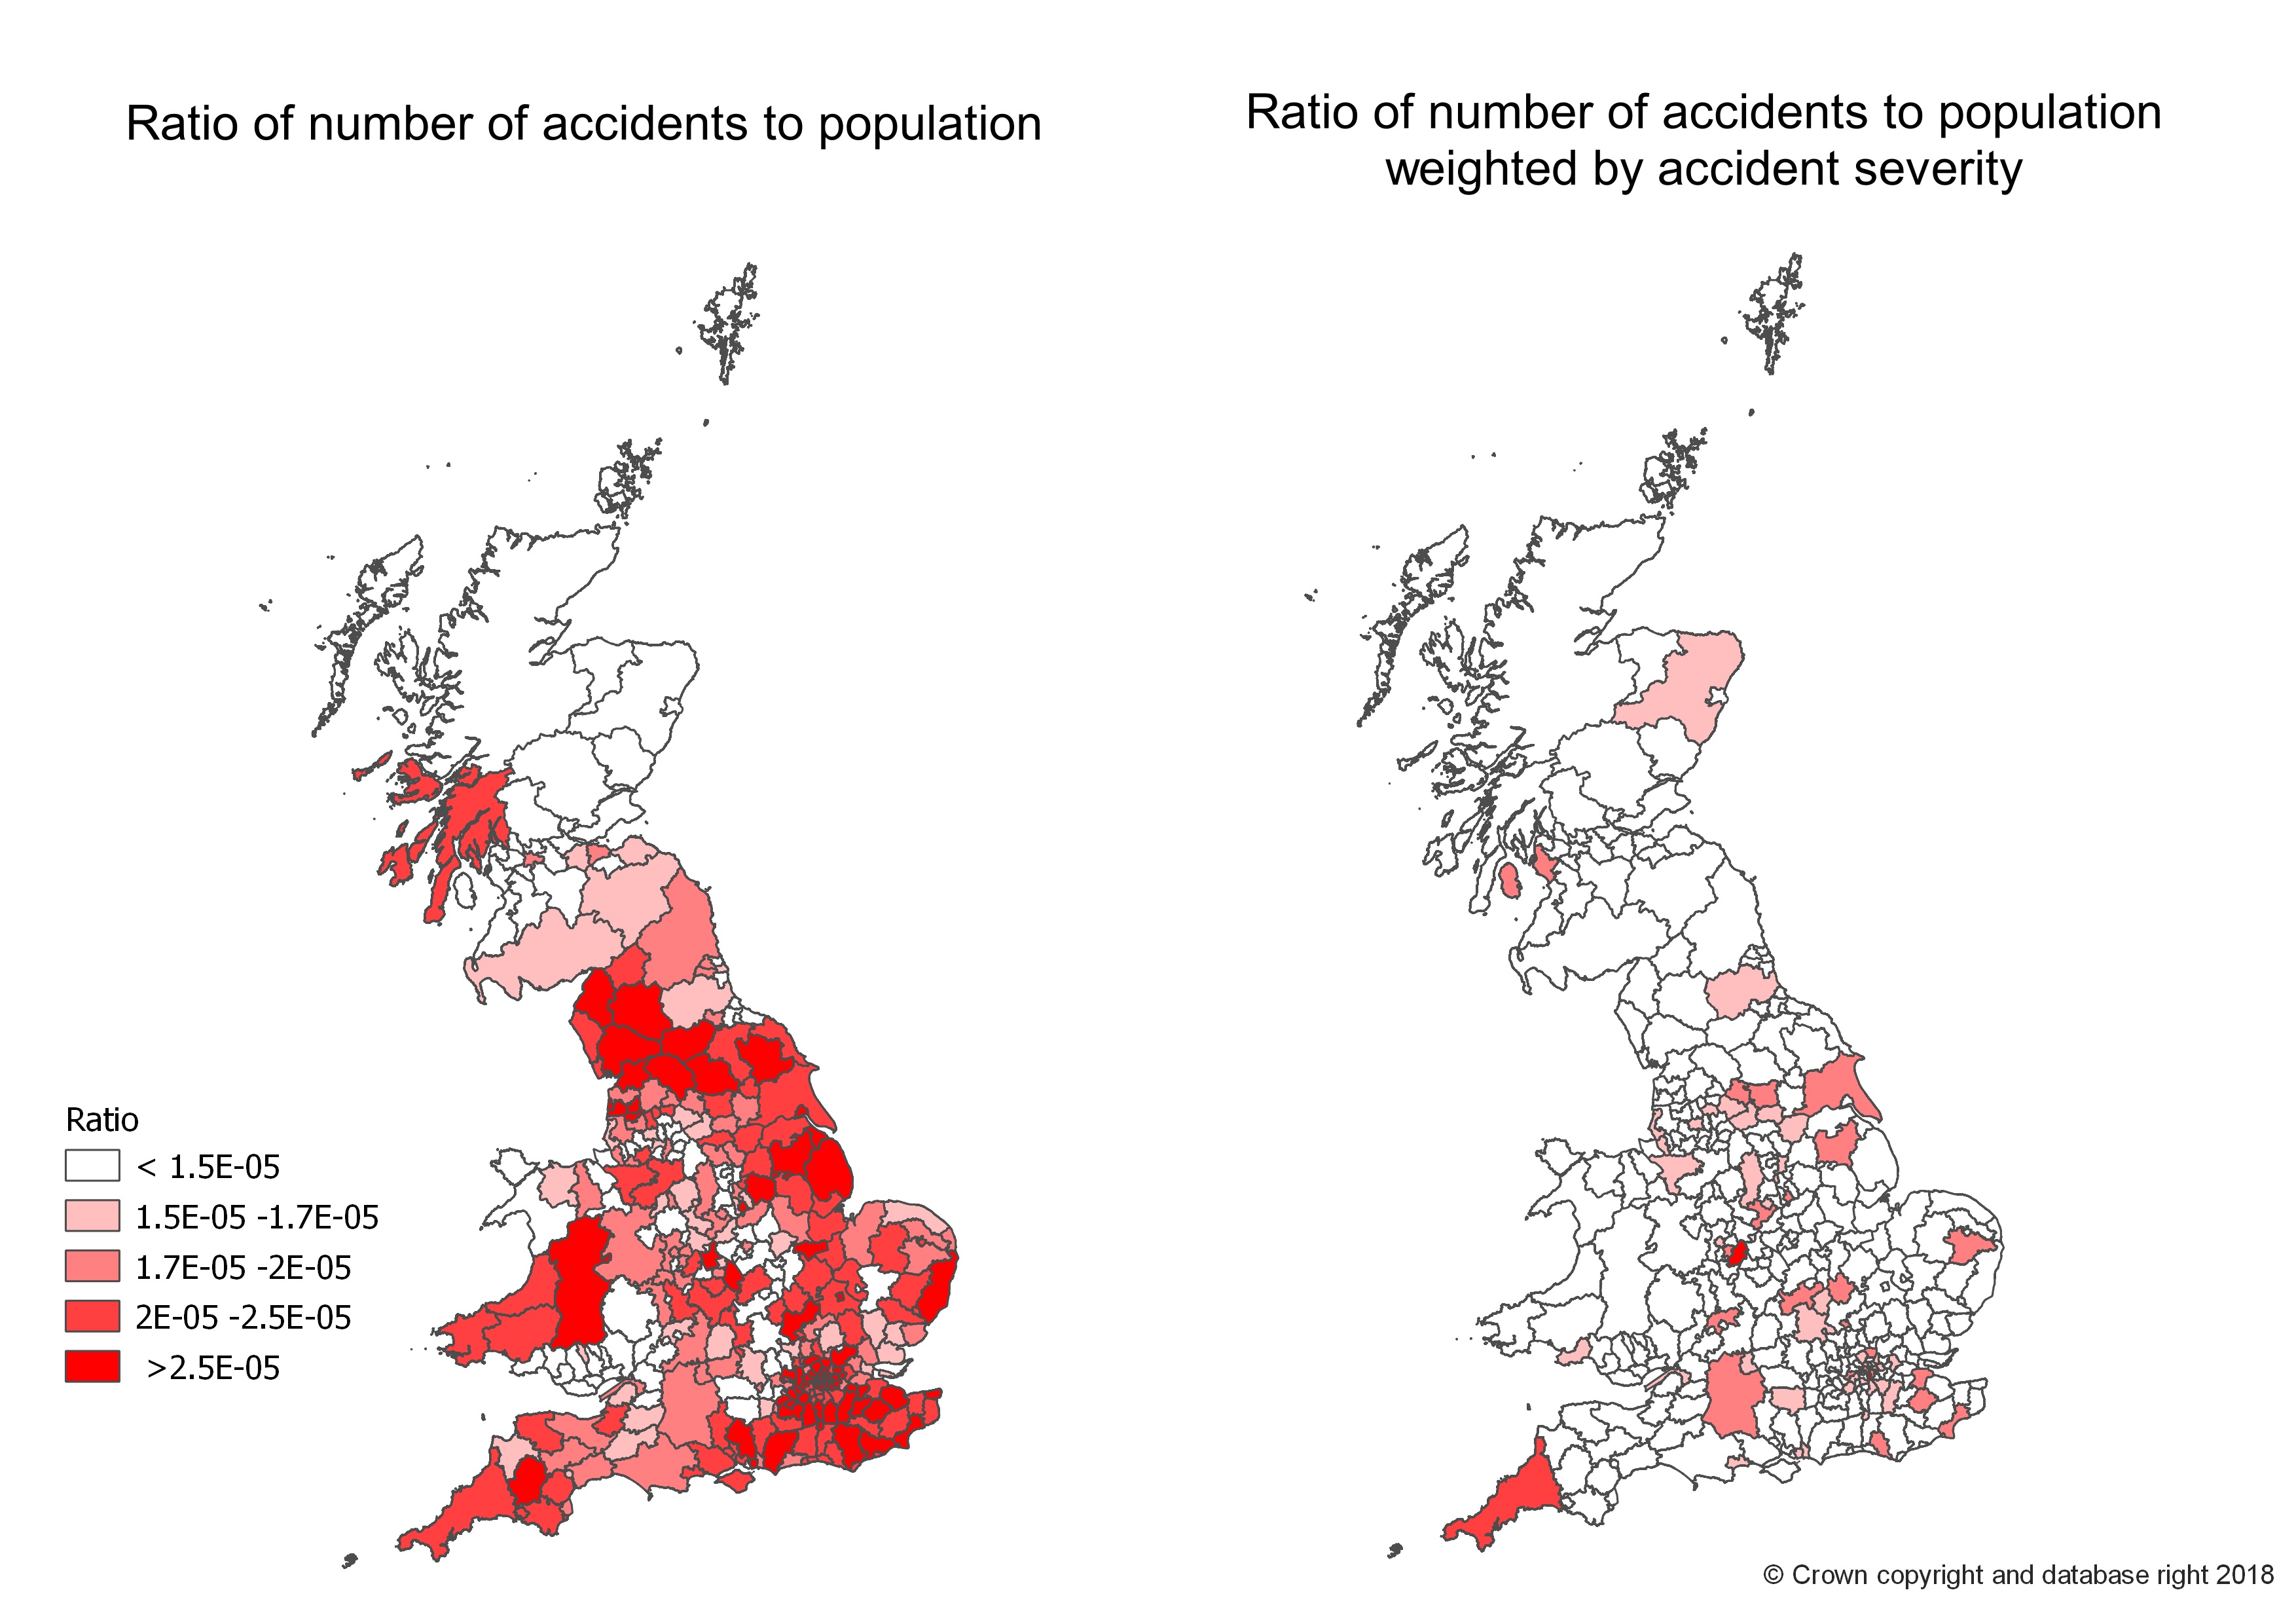 Ratio of number of accidents to population
Ratio of number of accidents to population
weighted by accident severity
Ratio
< 1.5E-05
1.5E-05 -1.7E-05
1.7E-05 -2E-05
2E-05 -2.5E-05
>2.5E-05
© Crown copyright and database right 2018